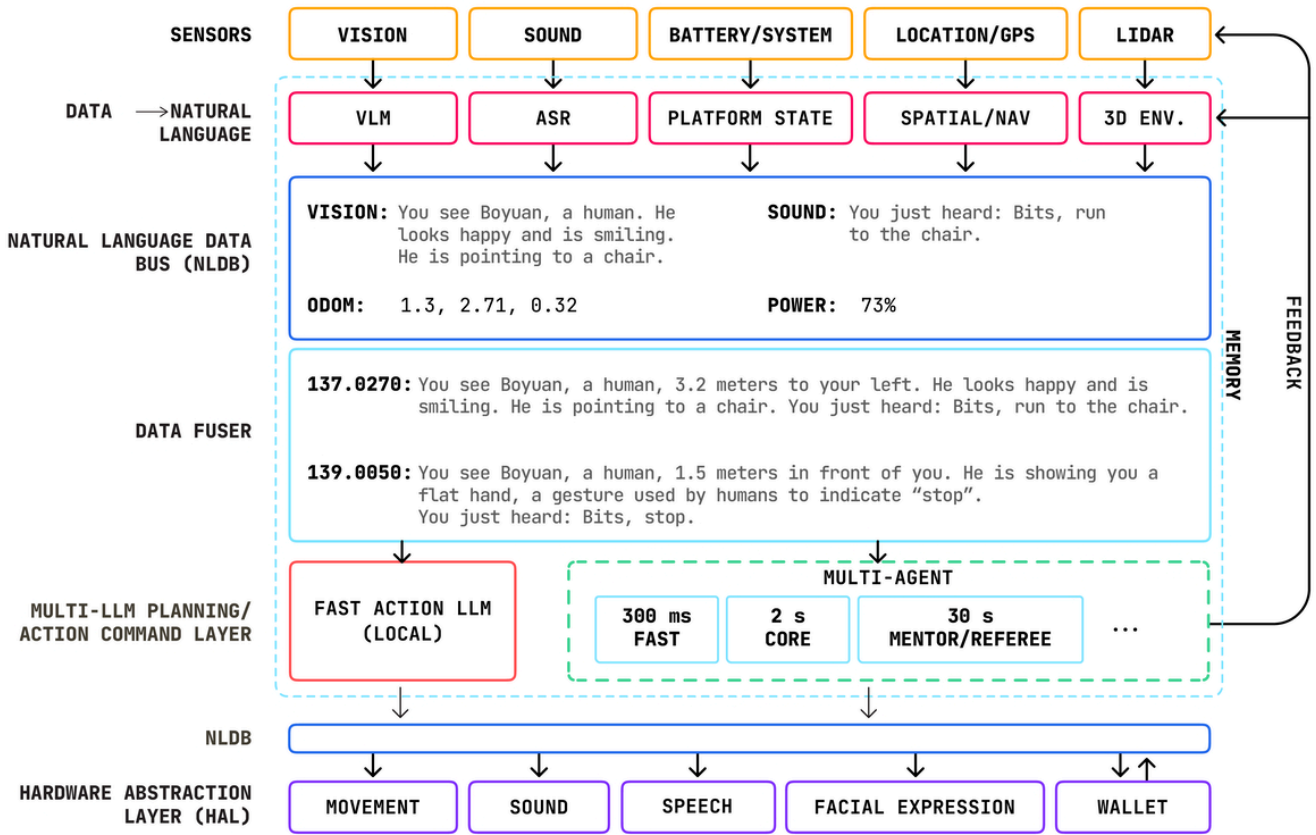 SENSORS
VISION
SOUND
BATTERY/SYSTEM
LOCATION/GPS
LIDAR
DATA → NATURAL
LANGUAGE
VLM
ASR
PLATFORM STATE
SPATIAL/NAV
3D ENV.
NATURAL LANGUAGE DATA
BUS (NLDB)
VISION: You see Boyuan, a human. He
looks happy and is smiling.
He is pointing to a chair.
SOUND: You just heard: Bits, run
to the chair.
ODOM: 1.3, 2.71, 0.32
POWER: 73%
MEMORY
FEEDBACK
DATA FUSER
137.0270: You see Boyuan, a human, 3.2 meters to your left. He looks happy and is
smiling. He is pointing to a chair. You just heard: Bits, run to the chair.
139.0050: You see Boyuan, a human, 1.5 meters in front of you. He is showing you a
flat hand, a gesture used by humans to indicate “stop”.
You just heard: Bits, stop.
MULTI-LLM PLANNING/
ACTION COMMAND LAYER
FAST ACTION LLM
(LOCAL)
MULTI-AGENT
300 ms
FAST
2 s
CORE
30 s
MENTOR/REFEREE
...
NLDB
HARDWARE ABSTRACTION
LAYER (HAL)
MOVEMENT
SOUND
SPEECH
FACIAL EXPRESSION
WALLET